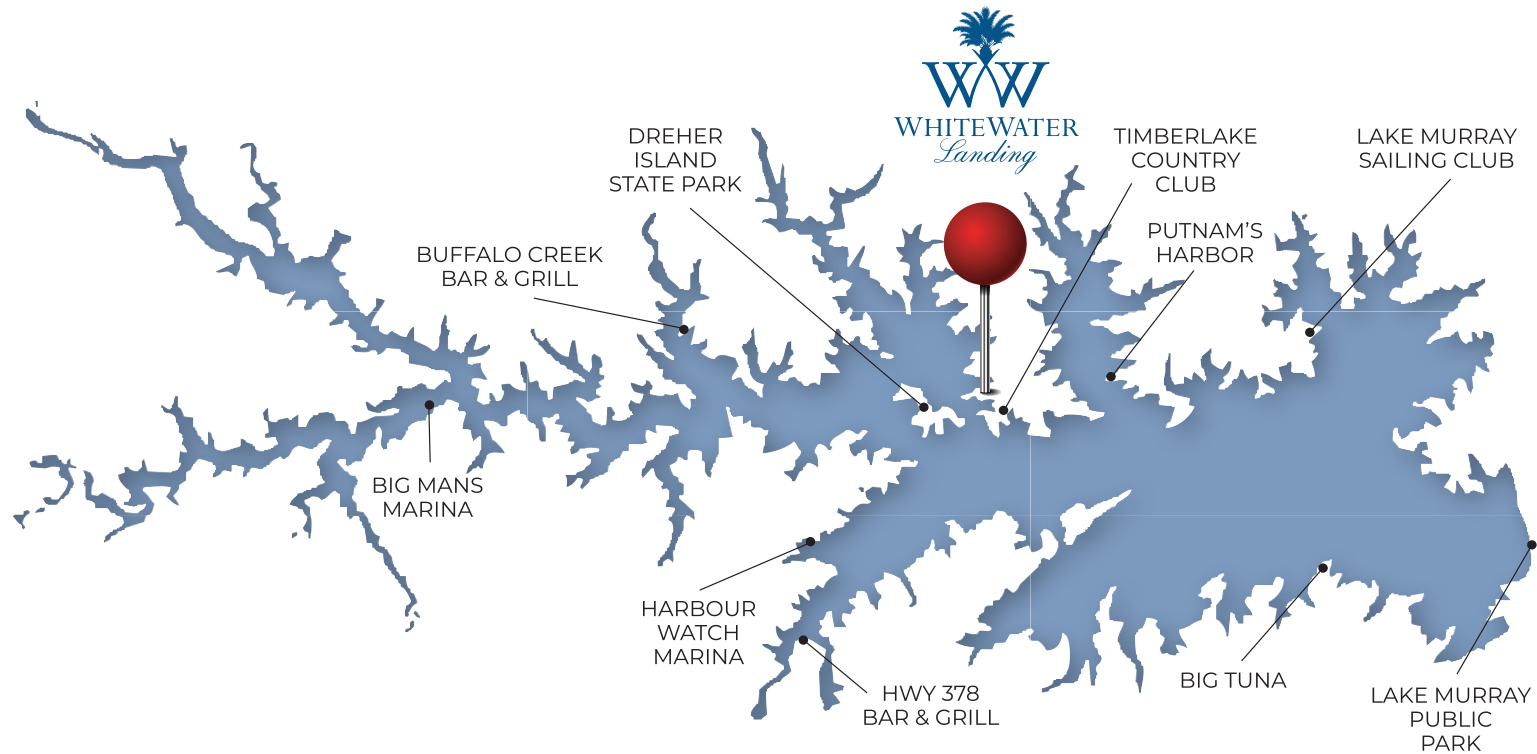 WW
WHITEWATER
Landing
DREHER
ISLAND
STATE PARK
TIMBERLAKE
COUNTRY
CLUB
LAKE MURRAY
SAILING CLUB
BUFFALO CREEK
BAR & GRILL
PUTNAM'S
HARBOR
BIG MANS
MARINA
HARBOUR
WATCH
MARINA
HWY 378
BAR & GRILL
BIG TUNA
LAKE MURRAY
PUBLIC
PARK